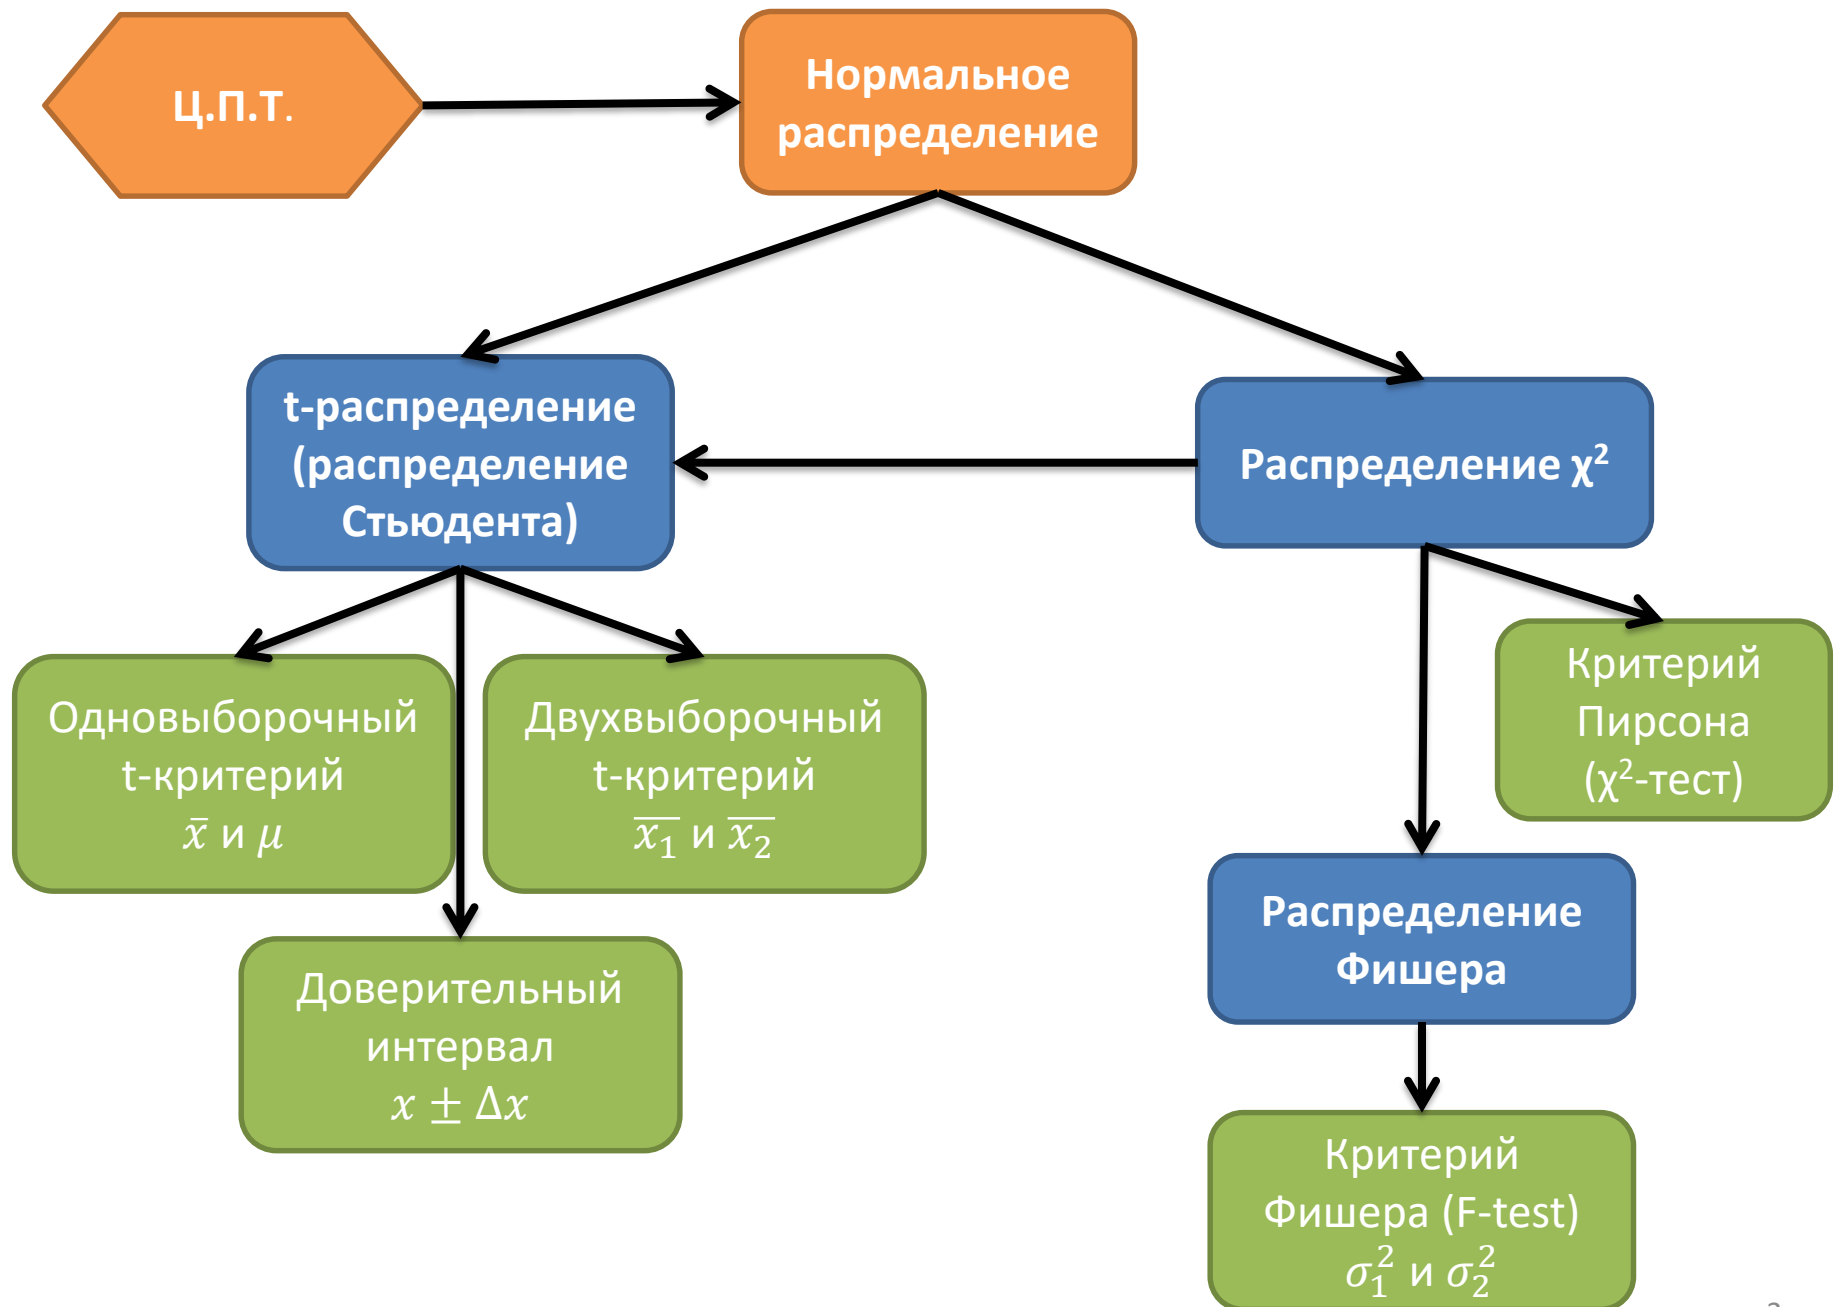 Ц.П.Т.
Нормальное
распределение
t-распределение
(распределение
Стьюдента)
Распределение χ²
Одновыборочный
t-критерий
x̄ и μ
Двухвыборочный
t-критерий
x̅₁ и x̅₂
Критерий
Пирсона
(χ²-тест)
Доверительный
интервал
x ± Δx
Распределение
Фишера
Критерий
Фишера (F-test)
σ₁² и σ₂²